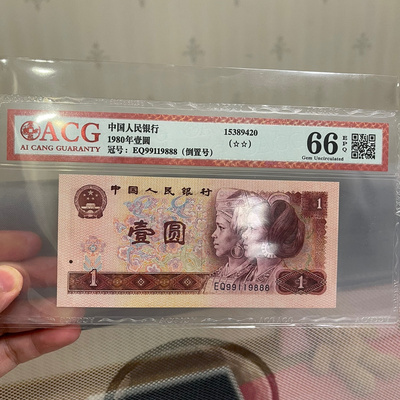 ACG
AI CANG GUARANTY
中国人民银行
1980年壹圆
冠号：EQ99119888（倒置号）
15389420
(☆☆)
66 EPQ
Gem Uncirculated
中国人民银行
1
壹圆
1
EQ99119888
1